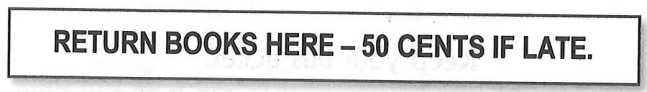 RETURN BOOKS HERE – 50 CENTS IF LATE.